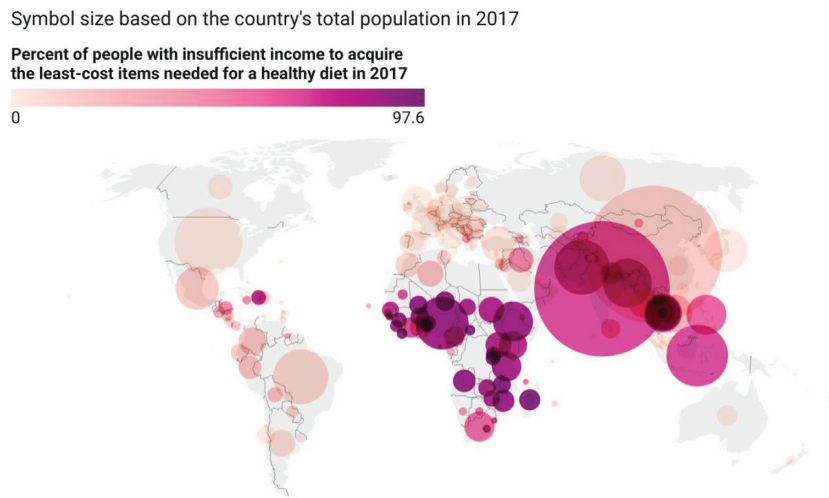 Symbol size based on the country's total population in 2017
Percent of people with insufficient income to acquire
the least-cost items needed for a healthy diet in 2017
0 97.6